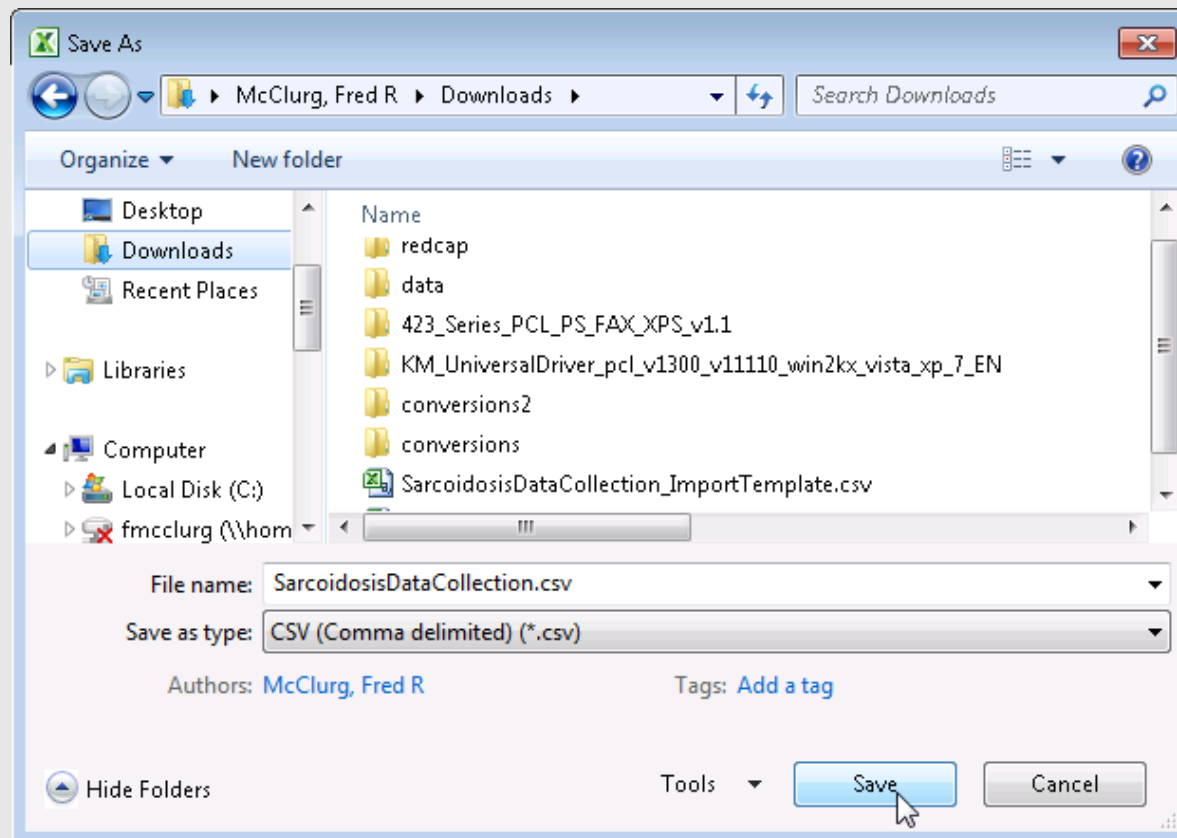 Save As
McClurg, Fred R Downloads
Search Downloads
Organize New folder
Desktop
Downloads
Recent Places
Libraries
Computer
Local Disk (C:)
fmcclurg (\\hom
Name
redcap
data
423_Series_PCL_PS_FAX_XPS_v1.1
KM_UniversalDriver_pcl_v1300_v11110_win2kx_vista_xp_7_EN
conversions2
conversions
SarcoidosisDataCollection_ImportTemplate.csv
File name: SarcoidosisDataCollection.csv
Save as type: CSV (Comma delimited) (*.csv)
Authors: McClurg, Fred R Tags: Add a tag
Hide Folders Tools Save Cancel